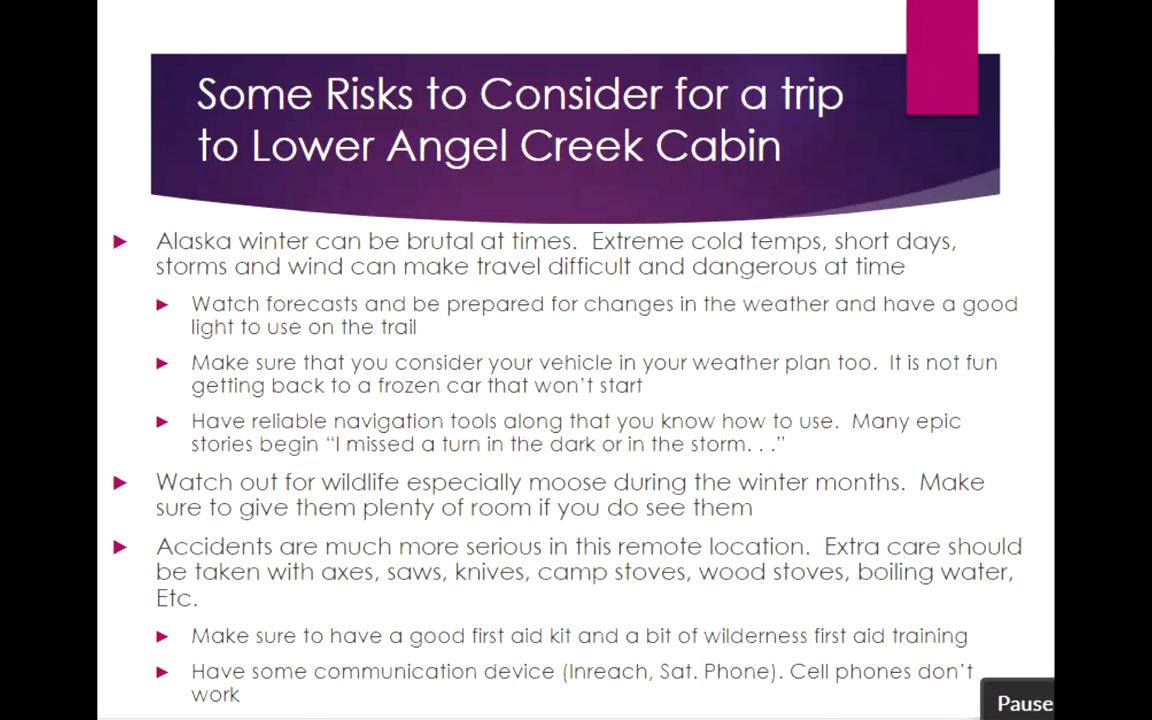 Some Risks to Consider for a trip
to Lower Angel Creek Cabin
Alaska winter can be brutal at times.  Extreme cold temps, short days,
storms and wind can make travel difficult and dangerous at time
Watch forecasts and be prepared for changes in the weather and have a good
light to use on the trail
Make sure that you consider your vehicle in your weather plan too.  It is not fun
getting back to a frozen car that won't start
Have reliable navigation tools along that you know how to use.  Many epic
stories begin “I missed a turn in the dark or in the storm. . .”
Watch out for wildlife especially moose during the winter months.  Make
sure to give them plenty of room if you do see them
Accidents are much more serious in this remote location.  Extra care should
be taken with axes, saws, knives, camp stoves, wood stoves, boiling water,
Etc.
Make sure to have a good first aid kit and a bit of wilderness first aid training
Have some communication device (Inreach, Sat. Phone). Cell phones don't
work
Pause